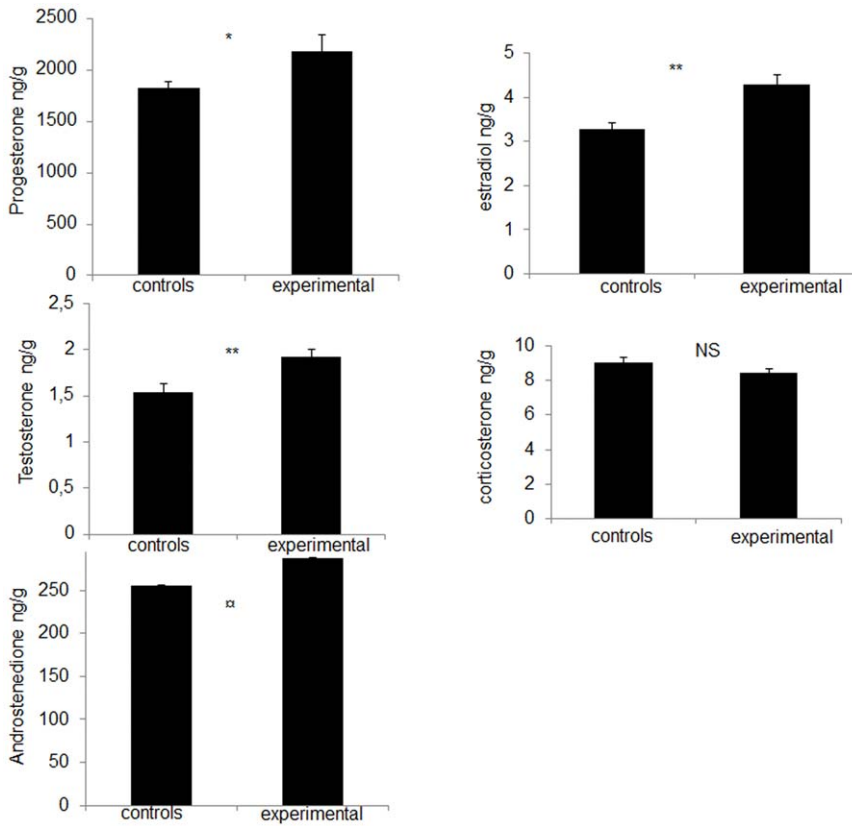 Progesterone ng/g
2500
2000
1500
1000
500
0
*
controls
experimental
estradiol ng/g
5
4
3
2
1
0
**
controls
experimental
Testosterone ng/g
2,5
2
1,5
1
0,5
0
**
controls
experimental
corticosterone ng/g
10
8
6
4
2
0
NS
controls
experimental
Androstenedione ng/g
250
200
150
100
50
0
¤
controls
experimental